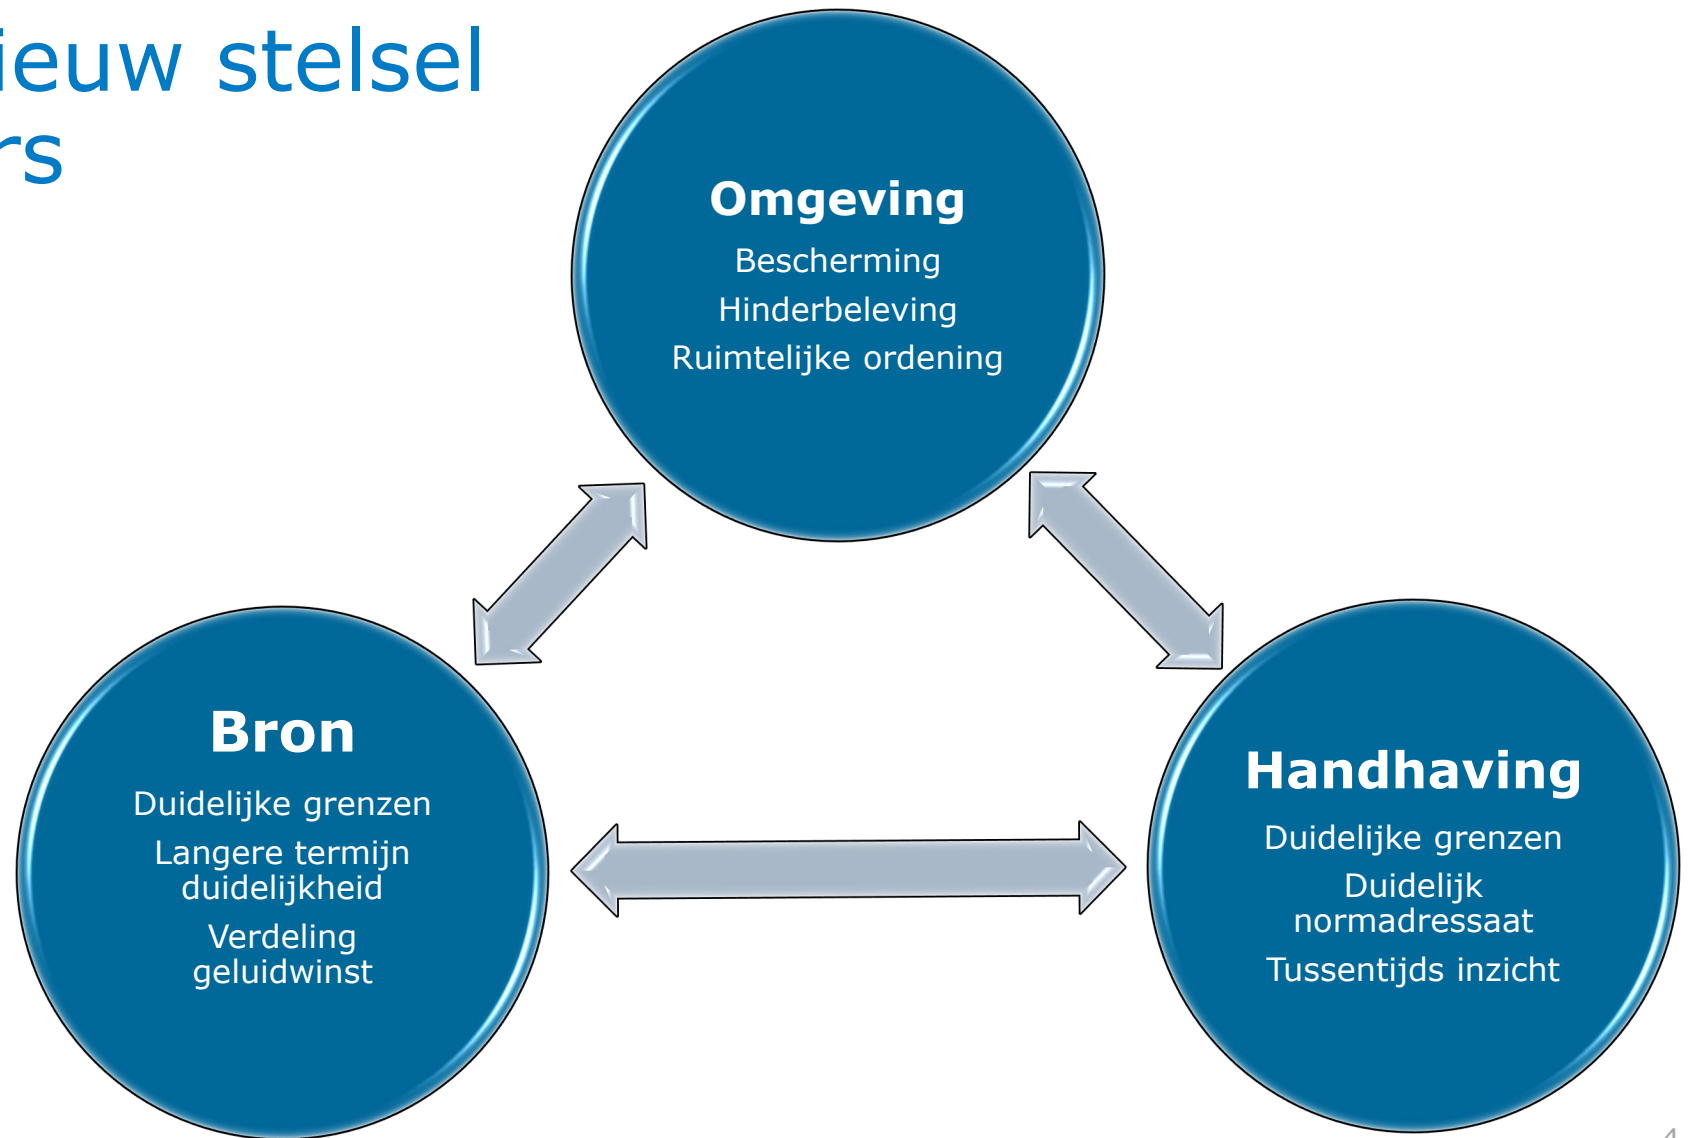 ieuw stelsel
rs
Omgeving
Bescherming
Hinderbeleving
Ruimtelijke ordening
Bron
Duidelijke grenzen
Langere termijn
duidelijkheid
Verdeling
geluidwinst
Handhaving
Duidelijke grenzen
Duidelijk
normadressaat
Tussentijds inzicht